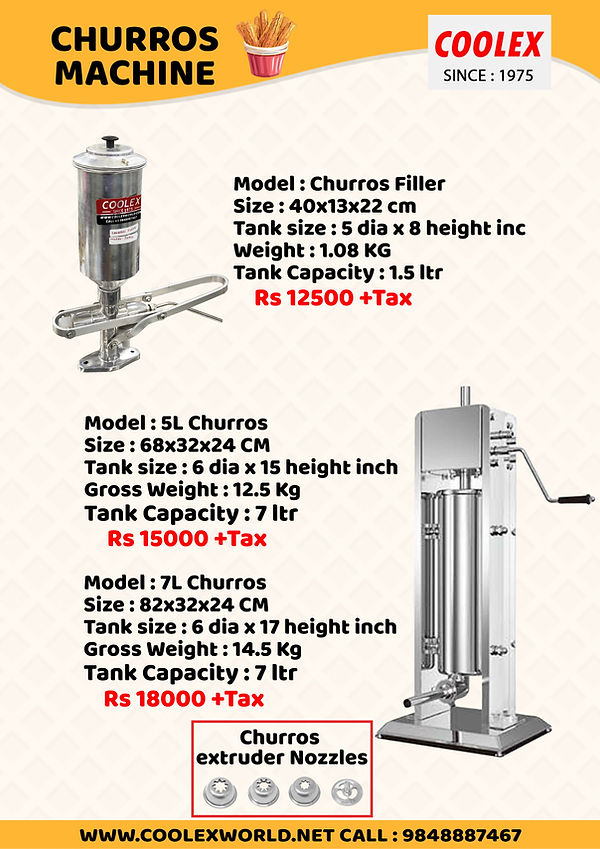 CHURROS
MACHINE
COOLEX
SINCE : 1975
COOLEX
Model : Churros Filler
Size : 40x13x22 cm
Tank size : 5 dia x 8 height inc
Weight : 1.08 KG
Tank Capacity : 1.5 ltr
Rs 12500 +Tax
Model : 5L Churros
Size : 68x32x24 CM
Tank size : 6 dia x 15 height inch
Gross Weight : 12.5 Kg
Tank Capacity : 7 ltr
Rs 15000 +Tax
Model : 7L Churros
Size : 82x32x24 CM
Tank size : 6 dia x 17 height inch
Gross Weight : 14.5 Kg
Tank Capacity : 7 ltr
Rs 18000 +Tax
Churros
extruder Nozzles
WWW.COOLEXWORLD.NET CALL : 9848887467